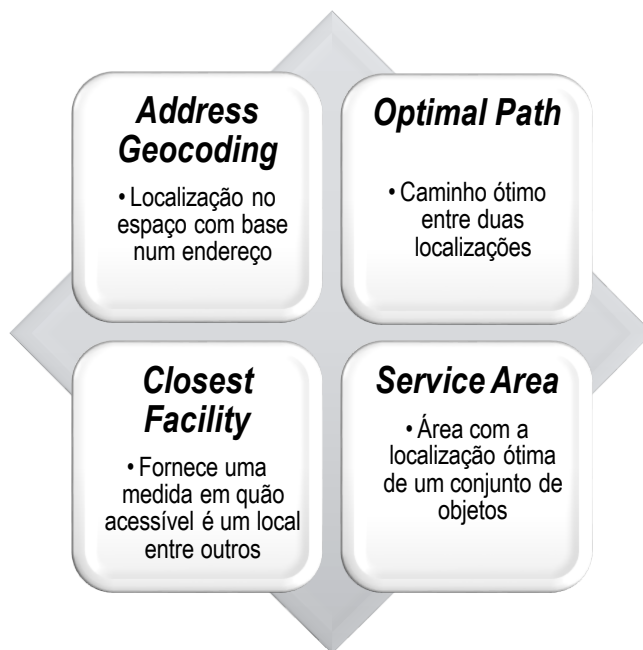 Address
Geocoding
• Localização no
espaço com base
num endereço
Optimal Path
• Caminho ótimo
entre duas
localizações
Closest
Facility
• Fornece uma
medida em quão
acessível é um local
entre outros
Service Area
• Área com a
localização ótima
de um conjunto de
objetos